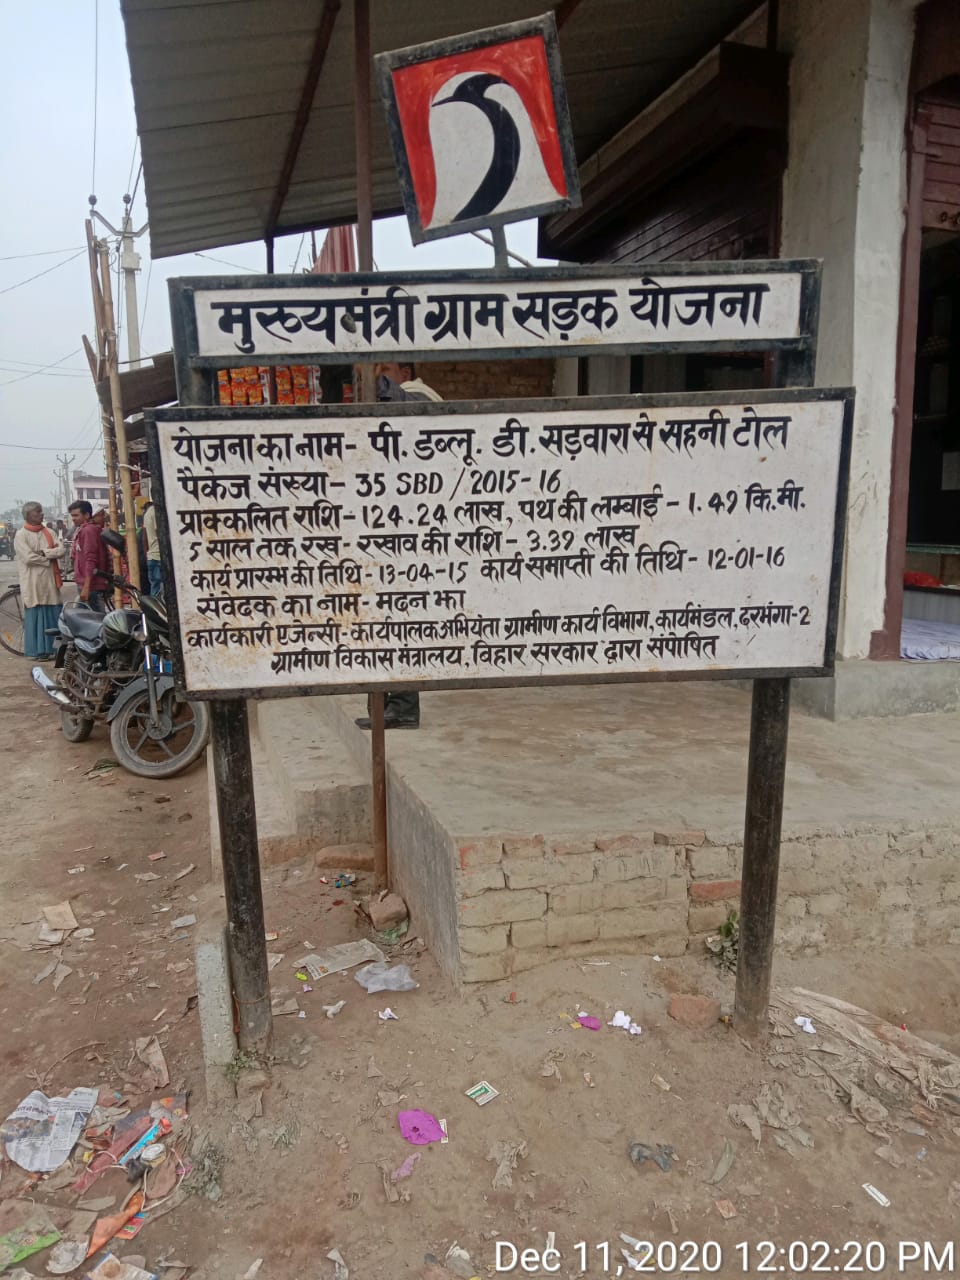 मुख्यमंत्री ग्राम सड़क योजना
योजना का नाम- पी. डब्लू. डी. सड़वारा से सहनी टोल
पैकेज संख्या- 35 SBD / 2015-16
प्राक्कलित राशि- 124.24 लाख, पथ की लम्बाई - 1.49 कि.मी.
5 साल तक रख- रखाव की राशि- 3.39 लाख
कार्य प्रारम्भ की तिथि-13-04-15 कार्य समाप्ती की तिथि- 12-01-16
संवेदक का नाम- मदन झा
कार्यकारी एजेन्सी- कार्यपालक अभियंता ग्रामीण कार्य विभाग, कार्यमंडल, दरभंगा-2
ग्रामीण विकास मंत्रालय, बिहार सरकार द्वारा संपोषित
Dec 11, 2020 12:02:20 PM